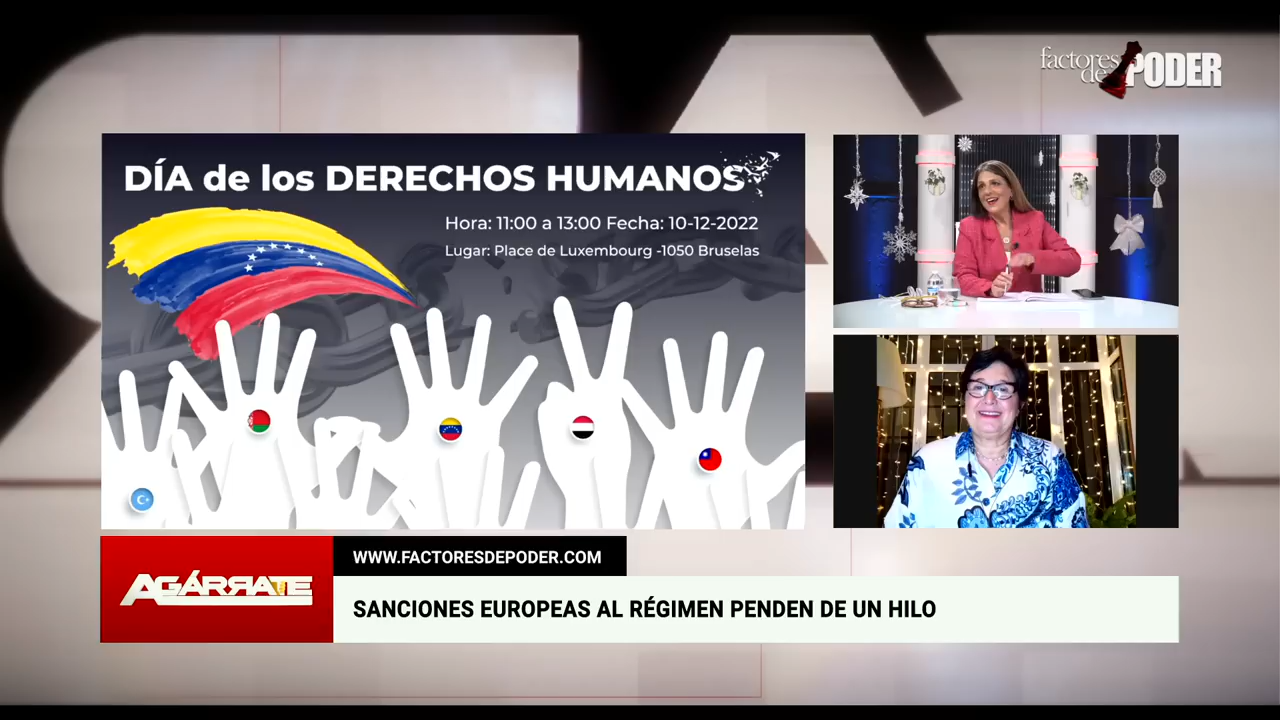 factores
de PODER
DÍA de los DERECHOS HUMANOS
Hora: 11:00 a 13:00 Fecha: 10-12-2022
Lugar: Place de Luxembourg -1050 Bruselas
WWW.FACTORESDEPODER.COM
AGÁRRATE
SANCIONES EUROPEAS AL RÉGIMEN PENDEN DE UN HILO